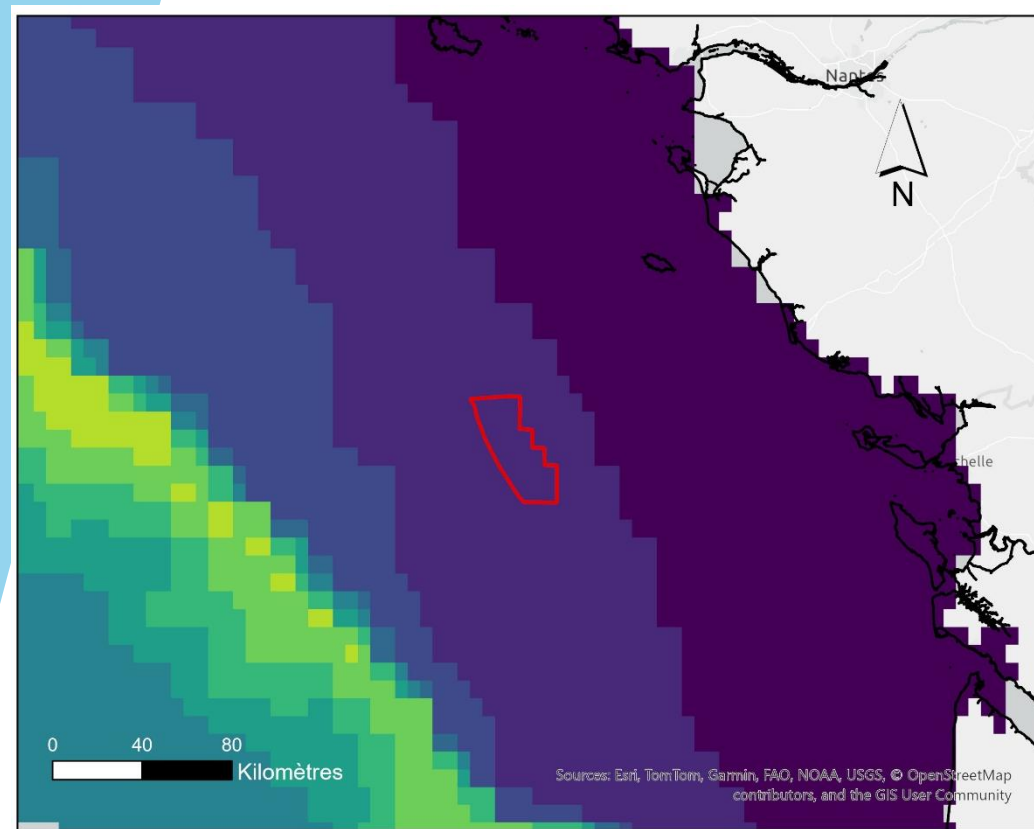 Nantes
N
chelle
0 40 80
Kilomètres
Sources: Esri, TomTom, Garmin, FAO, NOAA, USGS, © OpenStreetMap
contributors, and the GIS User Community